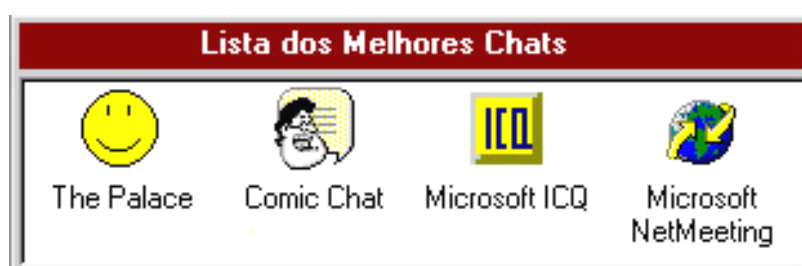 Lista dos Melhores Chats
ICQ
The Palace
Comic Chat
Microsoft ICQ
Microsoft
NetMeeting